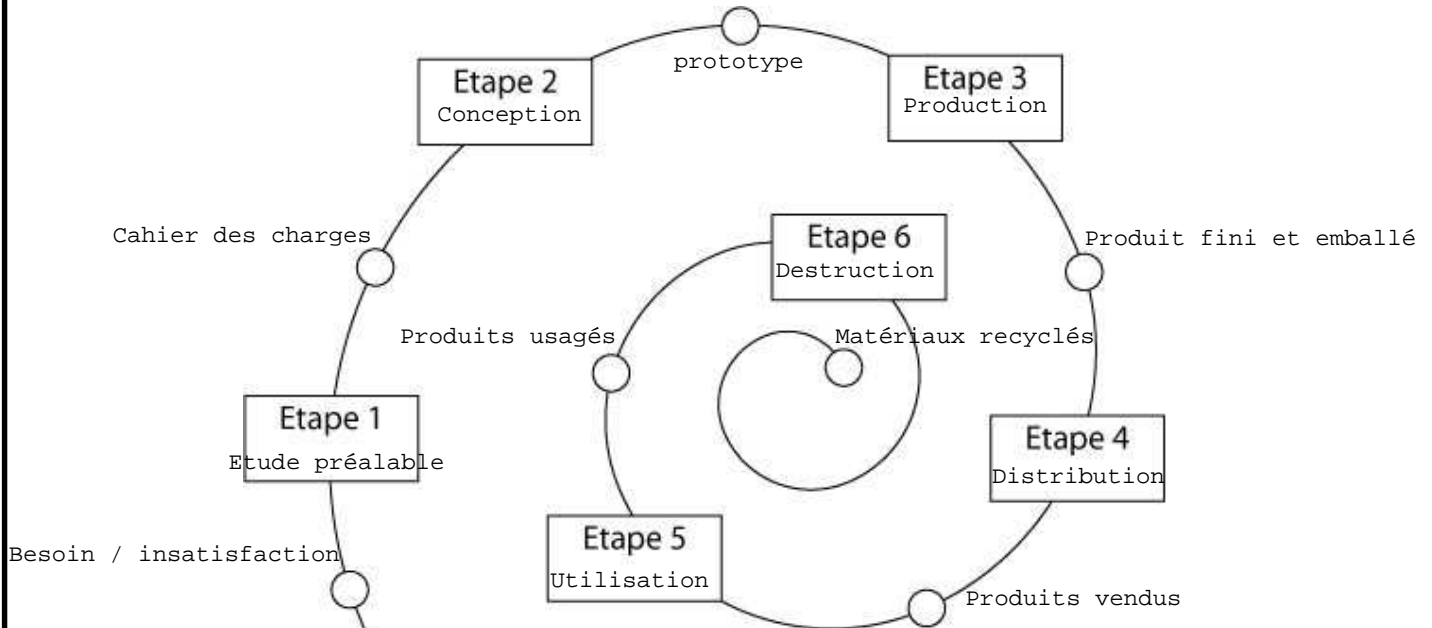 prototype
Etape 2
Conception
Etape 3
Production
Cahier des charges
Produit fini et emballé
Etape 6
Destruction
Produits usagés
Matériaux recyclés
Etape 1
Etude préalable
Etape 4
Distribution
Etape 5
Utilisation
Besoin / insatisfaction
Produits vendus